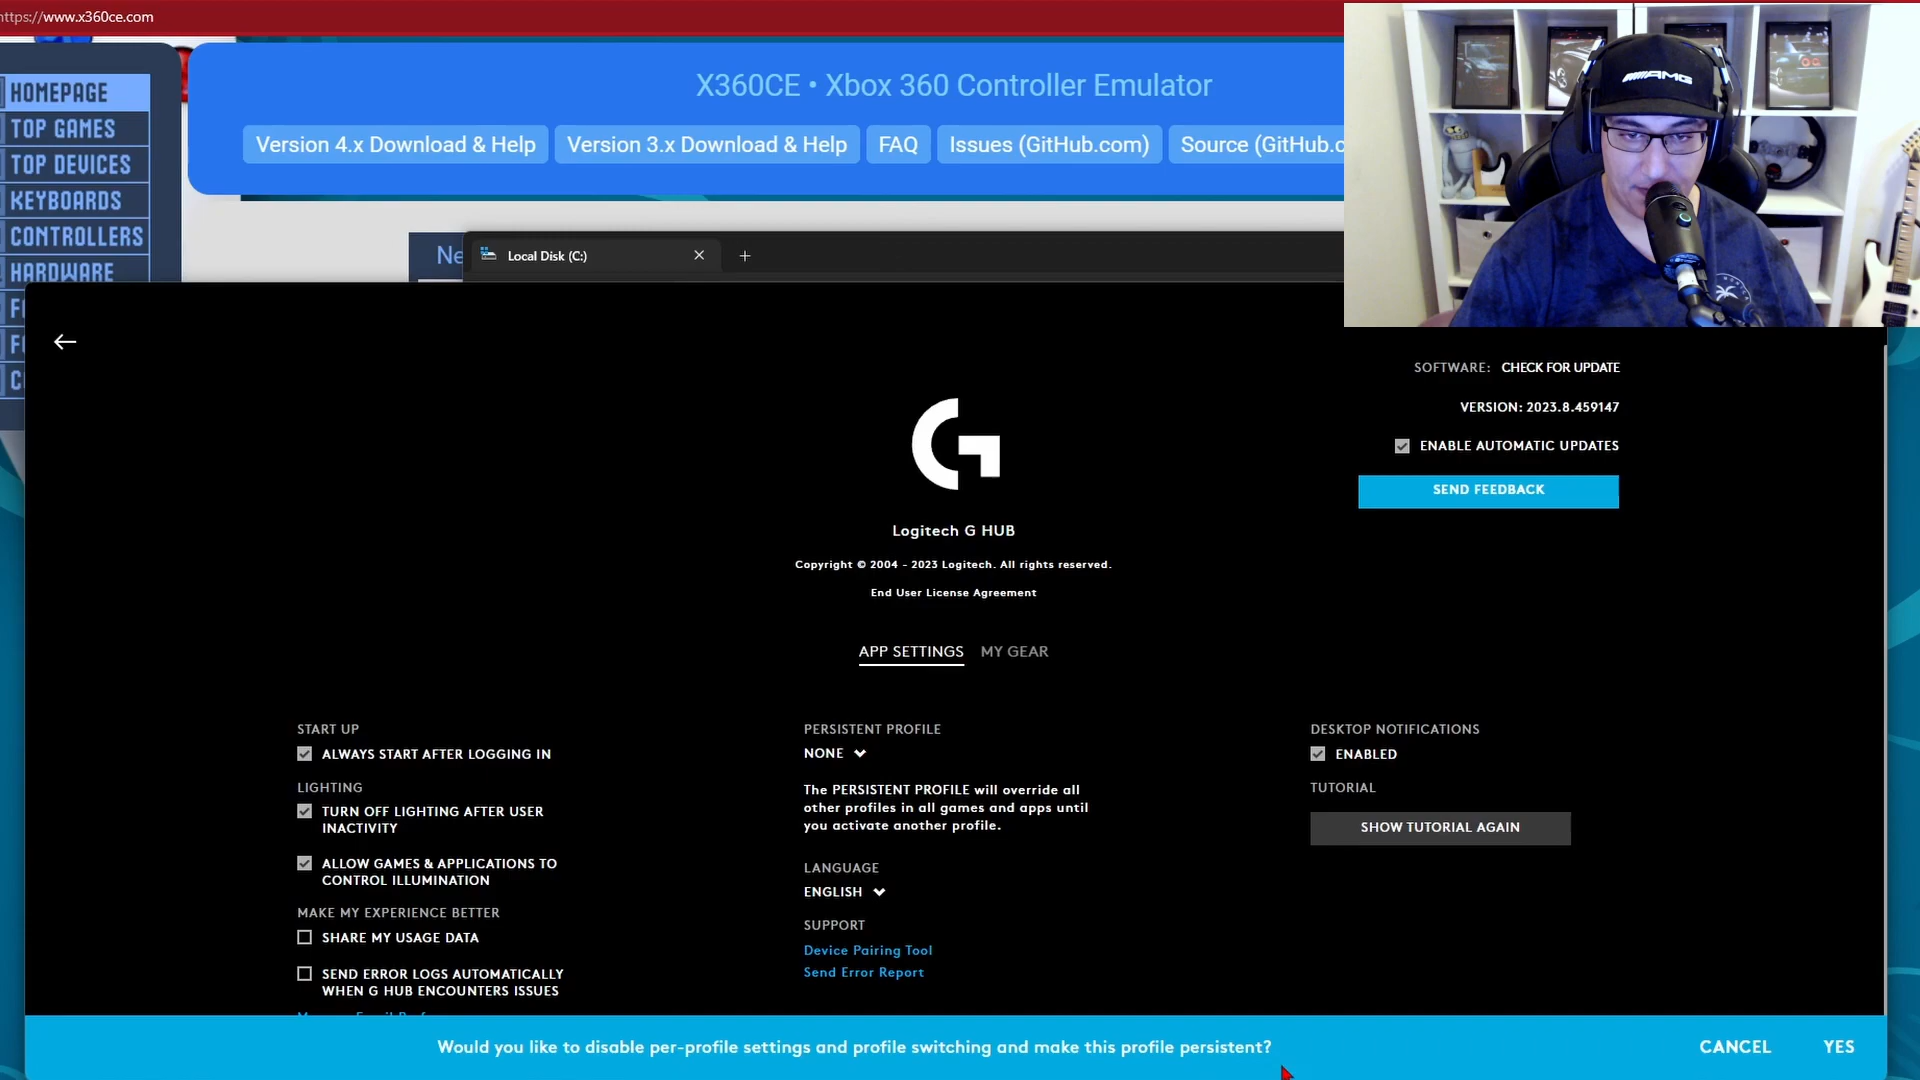 https://www.x360ce.com
HOMEPAGE
TOP GAMES
TOP DEVICES
KEYBOARDS
CONTROLLERS
HARDWARE
X360CE • Xbox 360 Controller Emulator
Version 4.x Download & Help
Version 3.x Download & Help
FAQ
Issues (GitHub.com)
Source (GitHub.c
AMG
Ne
Local Disk (C:)
SOFTWARE: CHECK FOR UPDATE
VERSION: 2023.8.459147
ENABLE AUTOMATIC UPDATES
SEND FEEDBACK
Logitech G HUB
Copyright © 2004 - 2023 Logitech. All rights reserved.
End User License Agreement
APP SETTINGS
MY GEAR
START UP
ALWAYS START AFTER LOGGING IN
LIGHTING
TURN OFF LIGHTING AFTER USER
INACTIVITY
ALLOW GAMES & APPLICATIONS TO
CONTROL ILLUMINATION
MAKE MY EXPERIENCE BETTER
SHARE MY USAGE DATA
SEND ERROR LOGS AUTOMATICALLY
WHEN G HUB ENCOUNTERS ISSUES
PERSISTENT PROFILE
NONE
The PERSISTENT PROFILE will override all
other profiles in all games and apps until
you activate another profile.
LANGUAGE
ENGLISH
SUPPORT
Device Pairing Tool
Send Error Report
DESKTOP NOTIFICATIONS
ENABLED
TUTORIAL
SHOW TUTORIAL AGAIN
Would you like to disable per-profile settings and profile switching and make this profile persistent?
CANCEL
YES